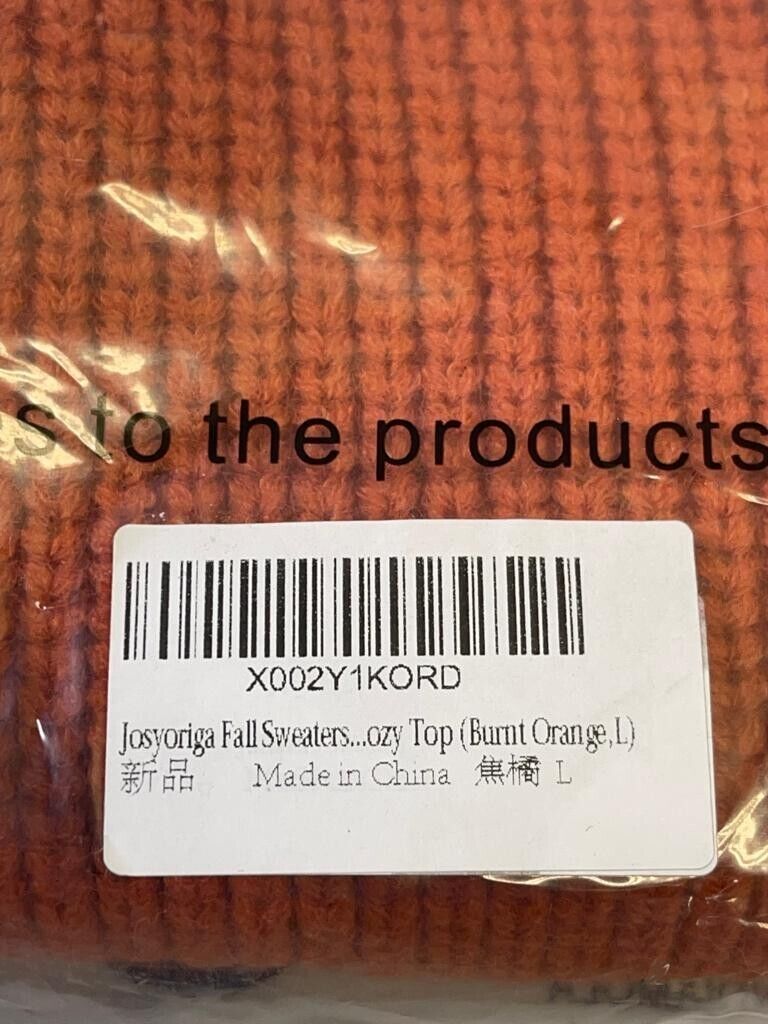 s to the products
X002Y1KORD
Josyoriga Fall Sweaters...ozy Top (Burnt Orange,L)
新品 Made in China 焦橘 L